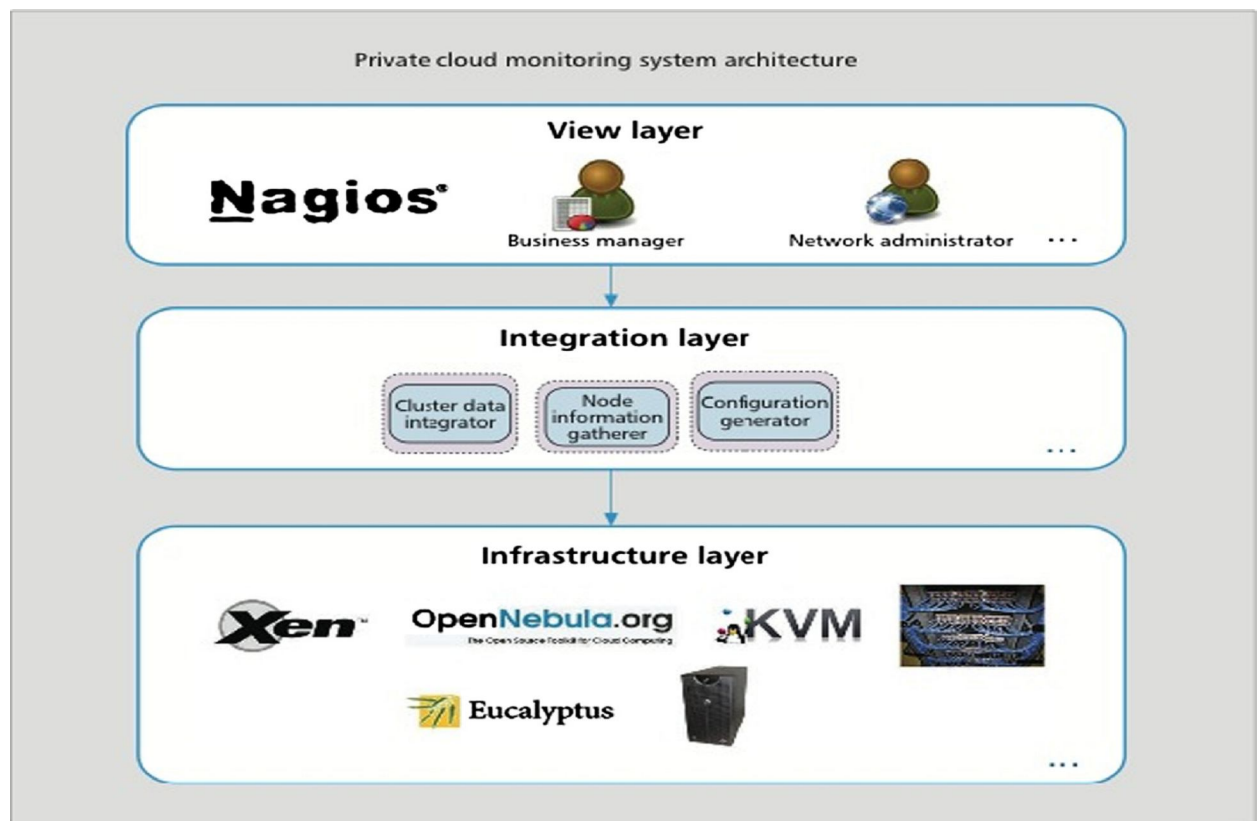 Private cloud monitoring system architecture
View layer
Nagios®
Business manager
Network administrator
...
Integration layer
Cluster data
integrator
Node
information
gatherer
Configuration
generator
...
Infrastructure layer
Xen™
OpenNebula.org
The Open Source Toolkit for Cloud Computing
KVM
Eucalyptus
...